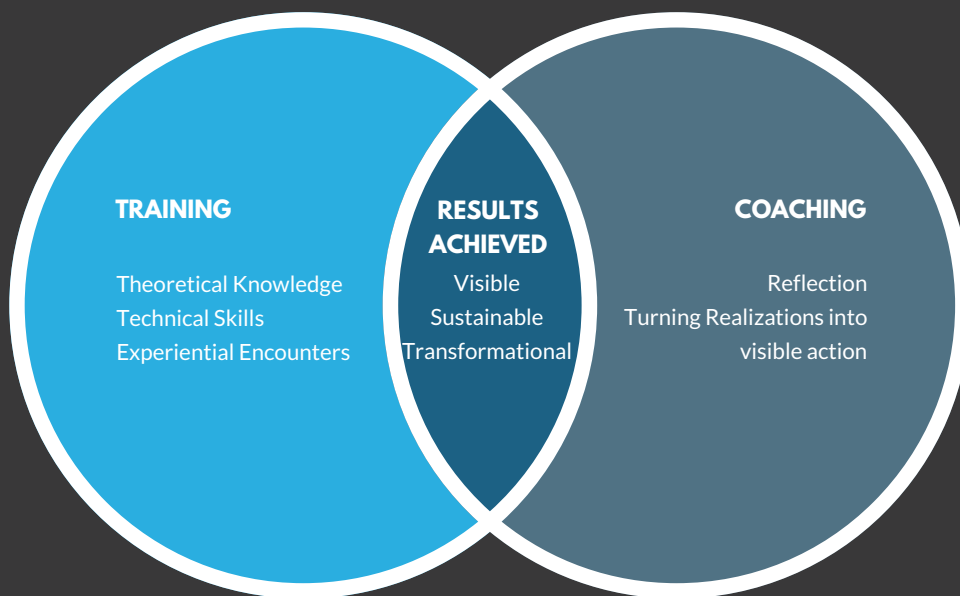 TRAINING
Theoretical Knowledge
Technical Skills
Experiential Encounters
RESULTS
ACHIEVED
Visible
Sustainable
Transformational
COACHING
Reflection
Turning Realizations into
visible action